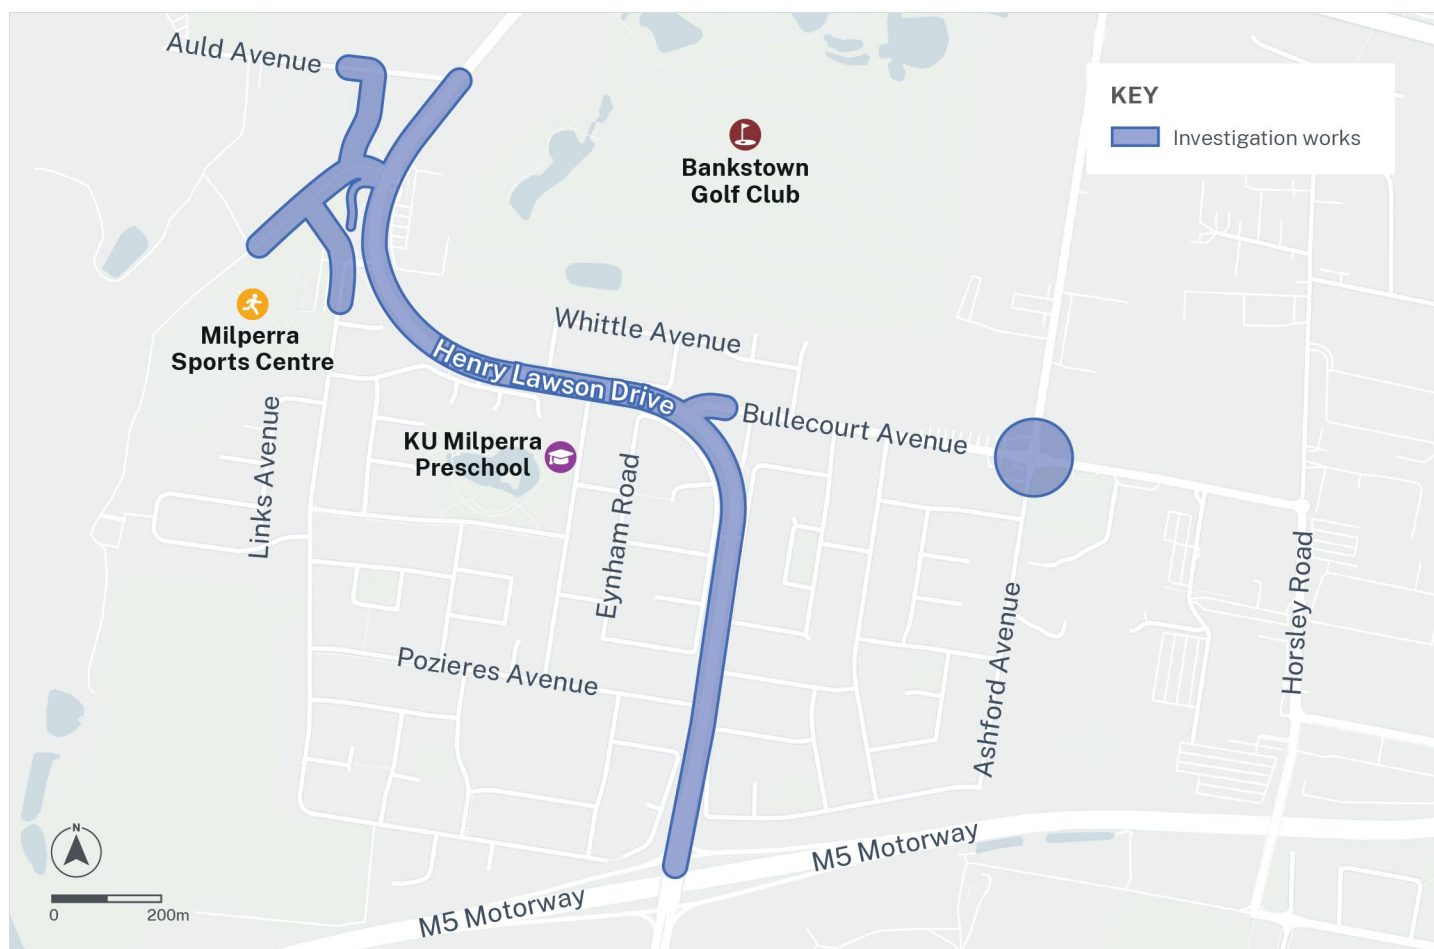 Auld Avenue
KEY
Investigation works
Bankstown
Golf Club
Milperra
Sports Centre
Whittle Avenue
Henry Lawson Drive
Bullecourt Avenue
KU Milperra
Preschool
Links Avenue
Eynham Road
Pozieres Avenue
Ashford Avenue
Horsley Road
M5 Motorway
M5 Motorway
N
0 200m